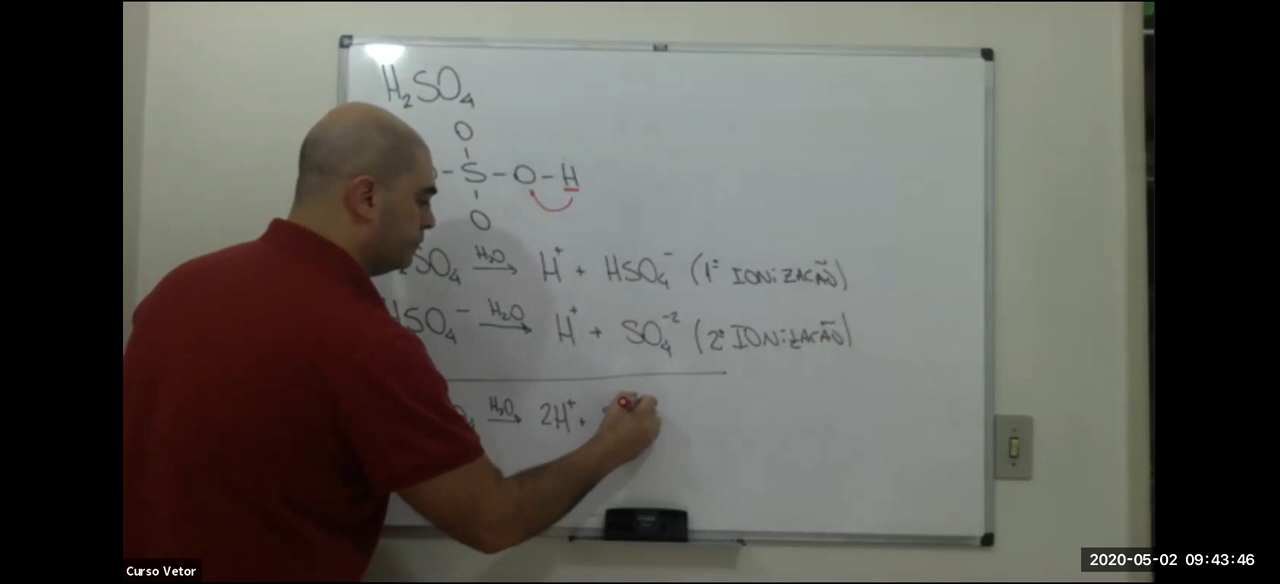 H₂SO₄
O
- S - O - H
O
SO₄ H₂O → H⁺ + HSO₄⁻ (1ª IONIZAÇÃO)
HSO₄⁻ H₂O → H⁺ + SO₄⁻² (2ª IONIZAÇÃO)
H₂O → 2H⁺ +
Curso Vetor
2020-05-02 09:43:46